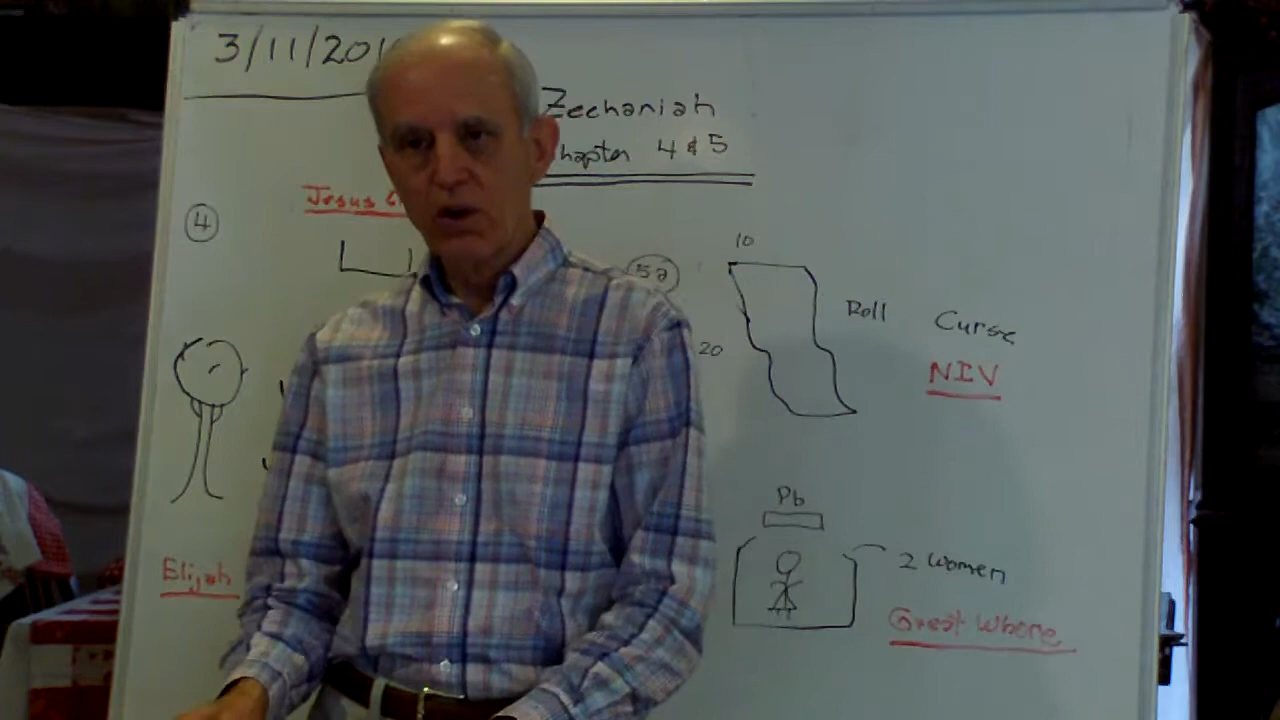 3/11/201
Zechariah
hapter 4 & 5
Jesus
4
10
5a
Roll
Curse
20
NIV
Pb
2 women
Elijah
Great Whore